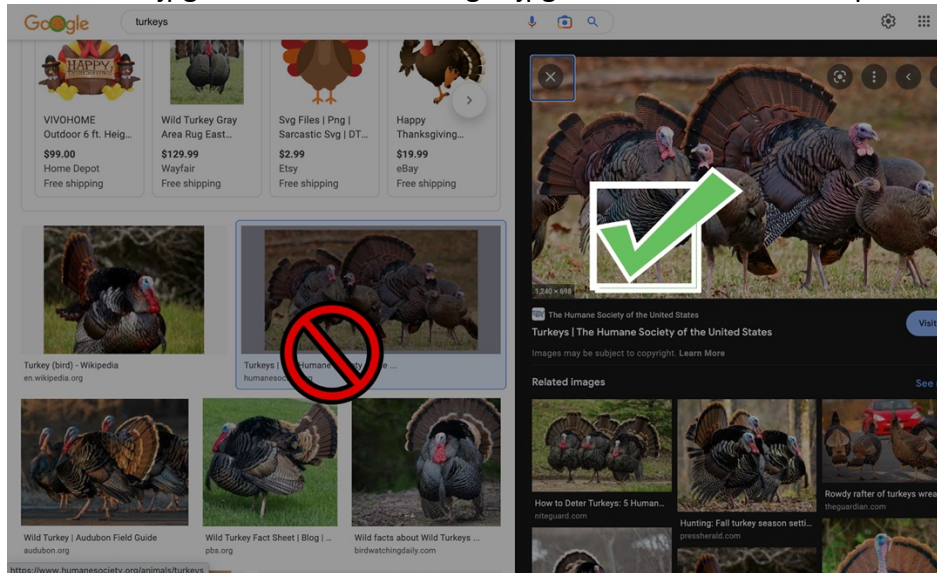 Google
turkeys
HAPPY
VIVOHOME
Outdoor 6 ft. Heig...
$99.00
Home Depot
Free shipping
Wild Turkey Gray
Area Rug East...
$129.99
Wayfair
Free shipping
Svg Files | Png |
Sarcastic Svg | DT...
$2.99
Etsy
Free shipping
Happy
Thanksgiving...
$19.99
eBay
Free shipping
Turkey (bird) - Wikipedia
en.wikipedia.org
Turkeys |
humanesoc
Wild Turkey | Audubon Field Guide
audubon.org
Wild Turkey Fact Sheet | Blog | ...
pbs.org
Wild facts about Wild Turkeys ...
birdwatchingdaily.com
https://www.humanesociety.org/animals/turkeys
1,240 × 698
The Humane Society of the United States
Turkeys | The Humane Society of the United States
Visit
Images may be subject to copyright. Learn More
Related images
See
How to Deter Turkeys: 5 Human...
niteguard.com
Hunting: Fall turkey season setti...
pressherald.com
Rowdy rafter of turkeys wrea
theguardian.com